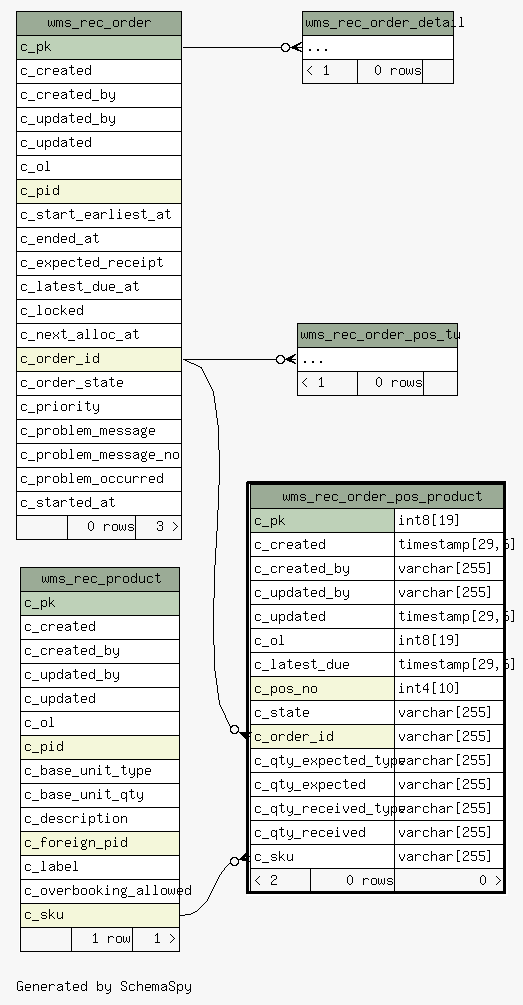 wms_rec_order
c_pk
c_created
c_created_by
c_updated_by
c_updated
c_ol
c_pid
c_start_earliest_at
c_ended_at
c_expected_receipt
c_latest_due_at
c_locked
c_next_alloc_at
c_order_id
c_order_state
c_priority
c_problem_message
c_problem_message_no
c_problem_occurred
c_started_at
0 rows 3 >
wms_rec_order_detail
...
< 1 0 rows
wms_rec_order_pos_tu
...
< 1 0 rows
wms_rec_order_pos_product
c_pk int8[19]
c_created timestamp[29,6]
c_created_by varchar[255]
c_updated_by varchar[255]
c_updated timestamp[29,6]
c_ol int8[19]
c_latest_due timestamp[29,6]
c_pos_no int4[10]
c_state varchar[255]
c_order_id varchar[255]
c_qty_expected_type varchar[255]
c_qty_expected varchar[255]
c_qty_received_type varchar[255]
c_qty_received varchar[255]
c_sku varchar[255]
< 2 0 rows 0 >
wms_rec_product
c_pk
c_created
c_created_by
c_updated_by
c_updated
c_ol
c_pid
c_base_unit_type
c_base_unit_qty
c_description
c_foreign_pid
c_label
c_overbooking_allowed
c_sku
1 row 1 >
Generated by SchemaSpy